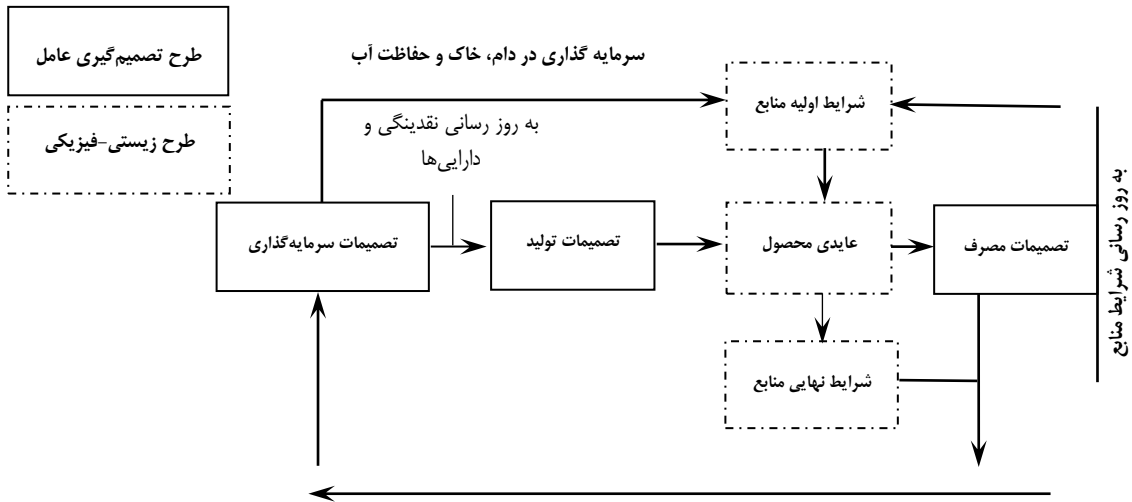 طرح تصمیم‌گیری عامل
طرح زیستی-فیزیکی
سرمایه گذاری در دام، خاک و حفاظت آب
شرایط اولیه منابع
به روز رسانی نقدینگی و
دارایی‌ها
تصمیمات سرمایه‌گذاری
تصمیمات تولید
عایدی محصول
تصمیمات مصرف
شرایط نهایی منابع
به روز رسانی شرایط منابع